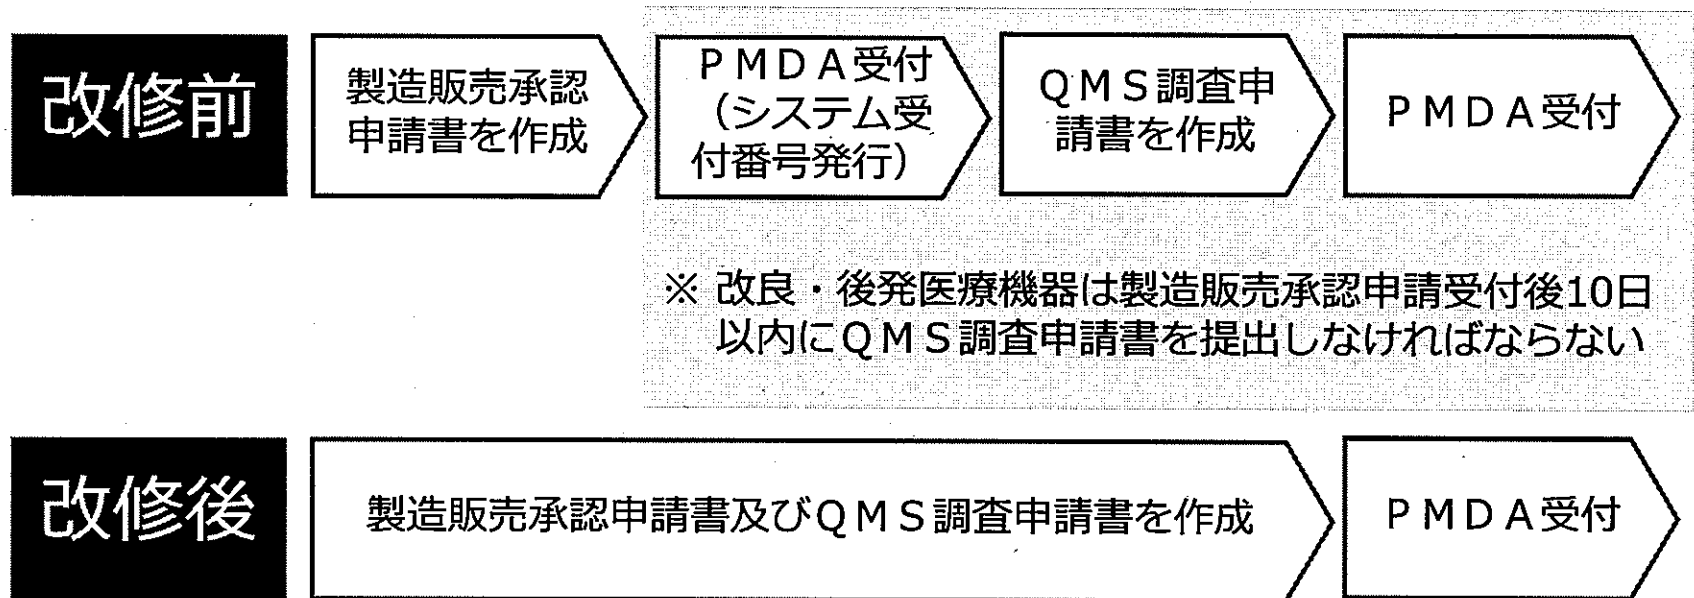 改修前
製造販売承認
申請書を作成
ＰＭＤＡ受付
（システム受
付番号発行）
ＱＭＳ調査申
請書を作成
ＰＭＤＡ受付
※ 改良・後発医療機器は製造販売承認申請受付後10日
以内にＱＭＳ調査申請書を提出しなければならない
改修後
製造販売承認申請書及びＱＭＳ調査申請書を作成
ＰＭＤＡ受付